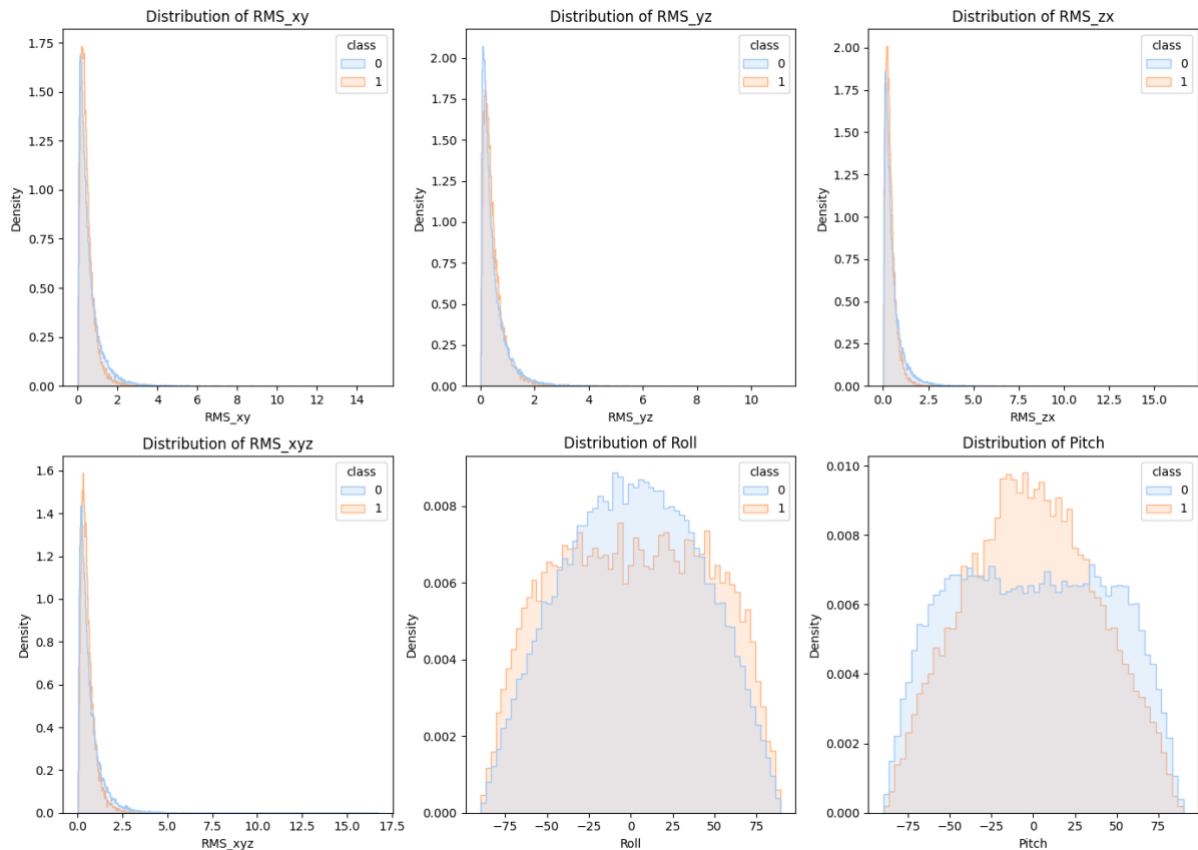 Distribution of RMS_xy
1.75
1.50
1.25
1.00
0.75
0.50
0.25
0.00
Density
0 2 4 6 8 10 12 14
RMS_xy
class
0
1
Distribution of RMS_yz
2.00
1.75
1.50
1.25
1.00
0.75
0.50
0.25
0.00
Density
0 2 4 6 8 10
RMS_yz
class
0
1
Distribution of RMS_zx
2.00
1.75
1.50
1.25
1.00
0.75
0.50
0.25
0.00
Density
0.0 2.5 5.0 7.5 10.0 12.5 15.0
RMS_zx
class
0
1
Distribution of RMS_xyz
1.6
1.4
1.2
1.0
0.8
0.6
0.4
0.2
0.0
Density
0.0 2.5 5.0 7.5 10.0 12.5 15.0 17.5
RMS_xyz
class
0
1
Distribution of Roll
0.008
0.006
0.004
0.002
0.000
Density
−75 −50 −25 0 25 50 75
Roll
class
0
1
Distribution of Pitch
0.010
0.008
0.006
0.004
0.002
0.000
Density
−75 −50 −25 0 25 50 75
Pitch
class
0
1